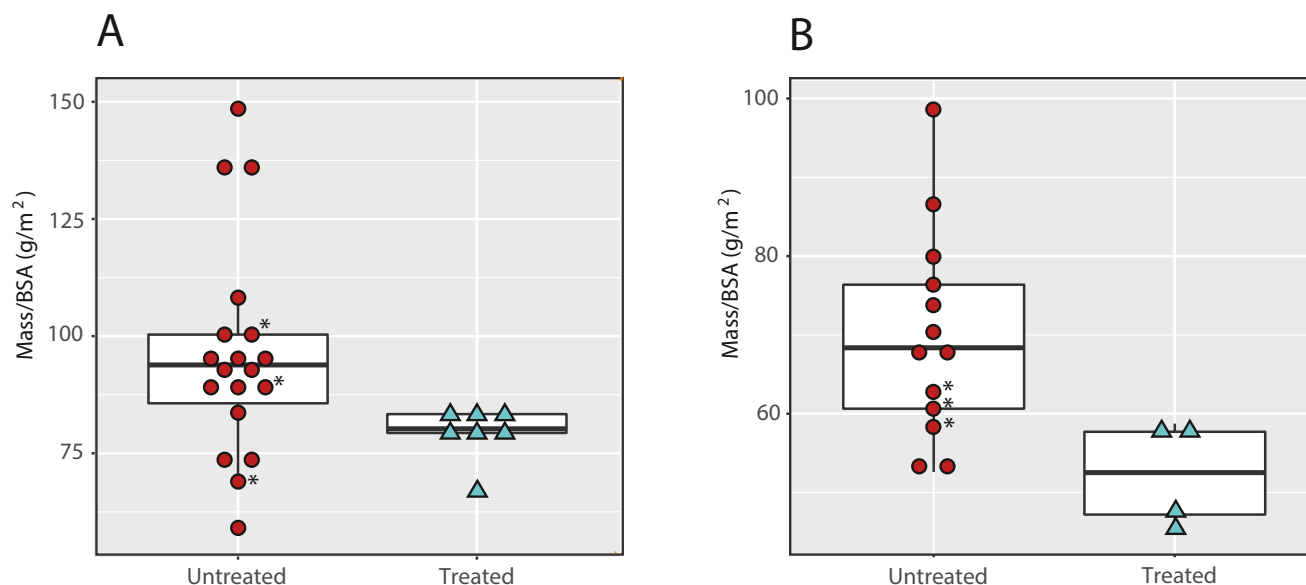 A
150
125
100
75
Mass/BSA (g/m²)
*
*
*
Untreated Treated
B
100
80
60
Mass/BSA (g/m²)
*
*
*
Untreated Treated